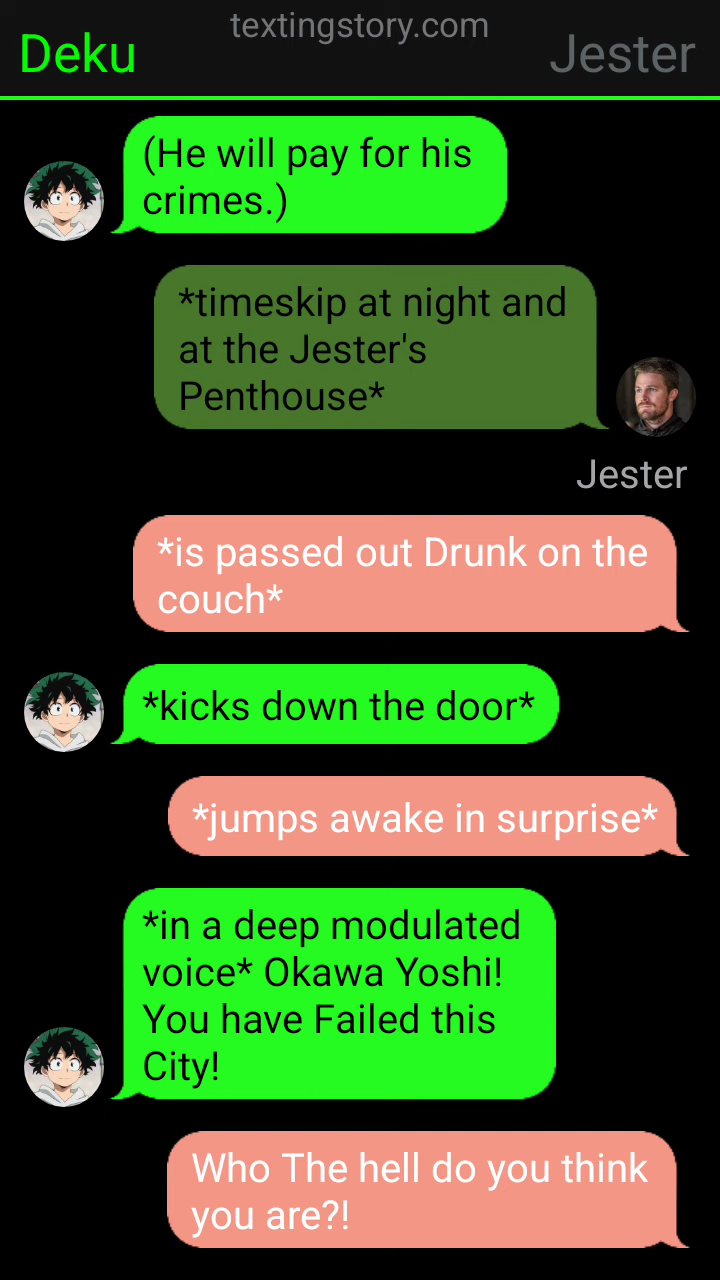 textingstory.com
Deku
Jester
(He will pay for his
crimes.)
*timeskip at night and
at the Jester's
Penthouse*
Jester
*is passed out Drunk on the
couch*
*kicks down the door*
*jumps awake in surprise*
*in a deep modulated
voice* Okawa Yoshi!
You have Failed this
City!
Who The hell do you think
you are?!